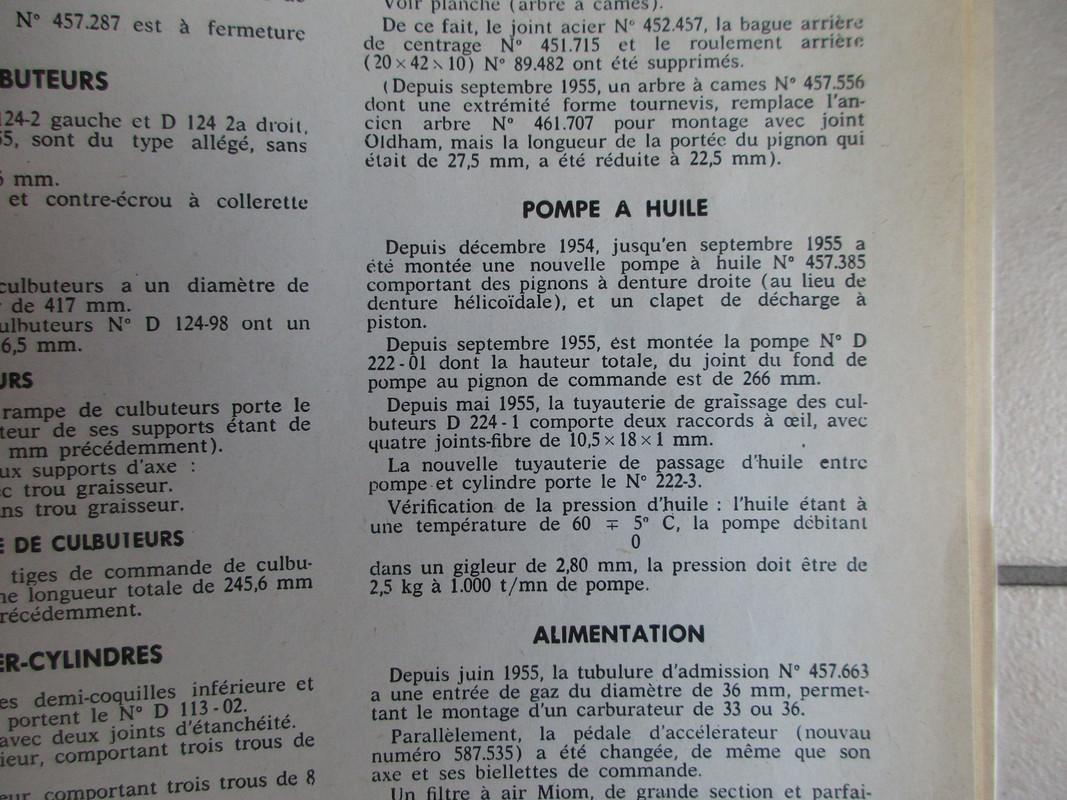 N° 457.287 est à fermeture
BUTEURS
124-2 gauche et D 124 2a droit,
55, sont du type allégé, sans
mm.
et contre-écrou à collerette
culbuteurs a un diamètre de
de 417 mm.
ulbuteurs N° D 124-98 ont un
6,5 mm.
URS
rampe de culbuteurs porte le
teur de ses supports étant de
mm précédemment).
ux supports d'axe :
c trou graisseur.
ns trou graisseur.
E DE CULBUTEURS
tiges de commande de culbu-
ne longueur totale de 245,6 mm
récédemment.
ER-CYLINDRES
es demi-coquilles inférieure et
portent le N° D 113-02.
avec deux joints d'étanchéité.
ieur, comportant trois trous de
eur comportant trois trous de 8
Voir planche (arbre à cames).
De ce fait, le joint acier N° 452.457, la bague arrière
de centrage N° 451.715 et le roulement arrière
(20×42×10) N° 89.482 ont été supprimés.
(Depuis septembre 1955, un arbre à cames N° 457.556
dont une extrémité forme tournevis, remplace l'an-
cien arbre N° 461.707 pour montage avec joint
Oldham, mais la longueur de la portée du pignon qui
était de 27,5 mm, a été réduite à 22,5 mm).
POMPE A HUILE
Depuis décembre 1954, jusqu'en septembre 1955 a
été montée une nouvelle pompe à huile N° 457.385
comportant des pignons à denture droite (au lieu de
denture hélicoïdale), et un clapet de décharge à
piston.
Depuis septembre 1955, est montée la pompe N° D
222-01 dont la hauteur totale, du joint du fond de
pompe au pignon de commande est de 266 mm.
Depuis mai 1955, la tuyauterie de graissage des cul-
buteurs D 224-1 comporte deux raccords à œil, avec
quatre joints-fibre de 10,5×18×1 mm.
La nouvelle tuyauterie de passage d'huile entre
pompe et cylindre porte le N° 222-3.
Vérification de la pression d'huile : l'huile étant à
une température de 60 ∓ 5° C, la pompe débitant
0
dans un gigleur de 2,80 mm, la pression doit être de
2,5 kg à 1.000 t/mn de pompe.
ALIMENTATION
Depuis juin 1955, la tubulure d'admission N° 457.663
a une entrée de gaz du diamètre de 36 mm, permet-
tant le montage d'un carburateur de 33 ou 36.
Parallèlement, la pédale d'accélérateur (nouveau
numéro 587.535) a été changée, de même que son
axe et ses biellettes de commande.
Un filtre à air Miom, de grande section et parfai-